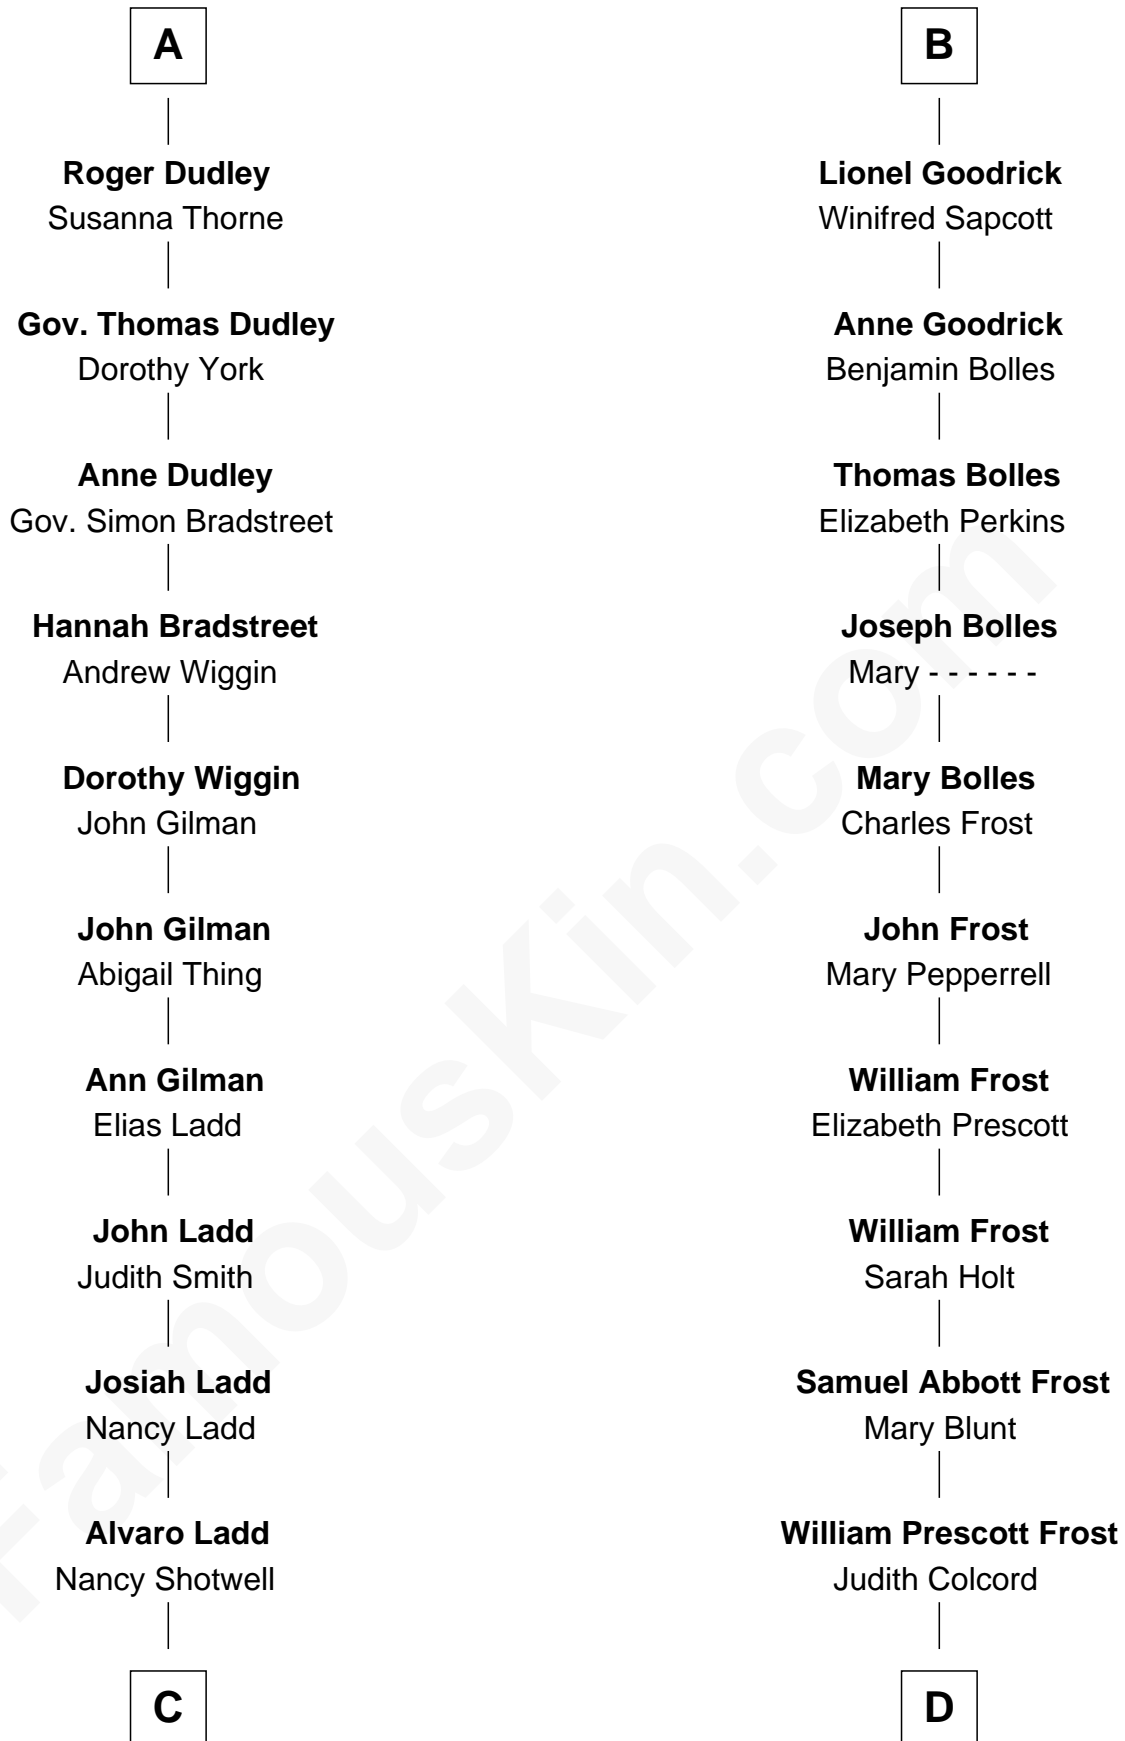 A
Roger Dudley
Susanna Thorne
Gov. Thomas Dudley
Dorothy York
Anne Dudley
Gov. Simon Bradstreet
Hannah Bradstreet
Andrew Wiggin
Dorothy Wiggin
John Gilman
John Gilman
Abigail Thing
Ann Gilman
Elias Ladd
John Ladd
Judith Smith
Josiah Ladd
Nancy Ladd
Alvaro Ladd
Nancy Shotwell
C
B
Lionel Goodrick
Winifred Sapcott
Anne Goodrick
Benjamin Bolles
Thomas Bolles
Elizabeth Perkins
Joseph Bolles
Mary - - - - - -
Mary Bolles
Charles Frost
John Frost
Mary Pepperrell
William Frost
Elizabeth Prescott
William Frost
Sarah Holt
Samuel Abbott Frost
Mary Blunt
William Prescott Frost
Judith Colcord
D
FamousKin.com